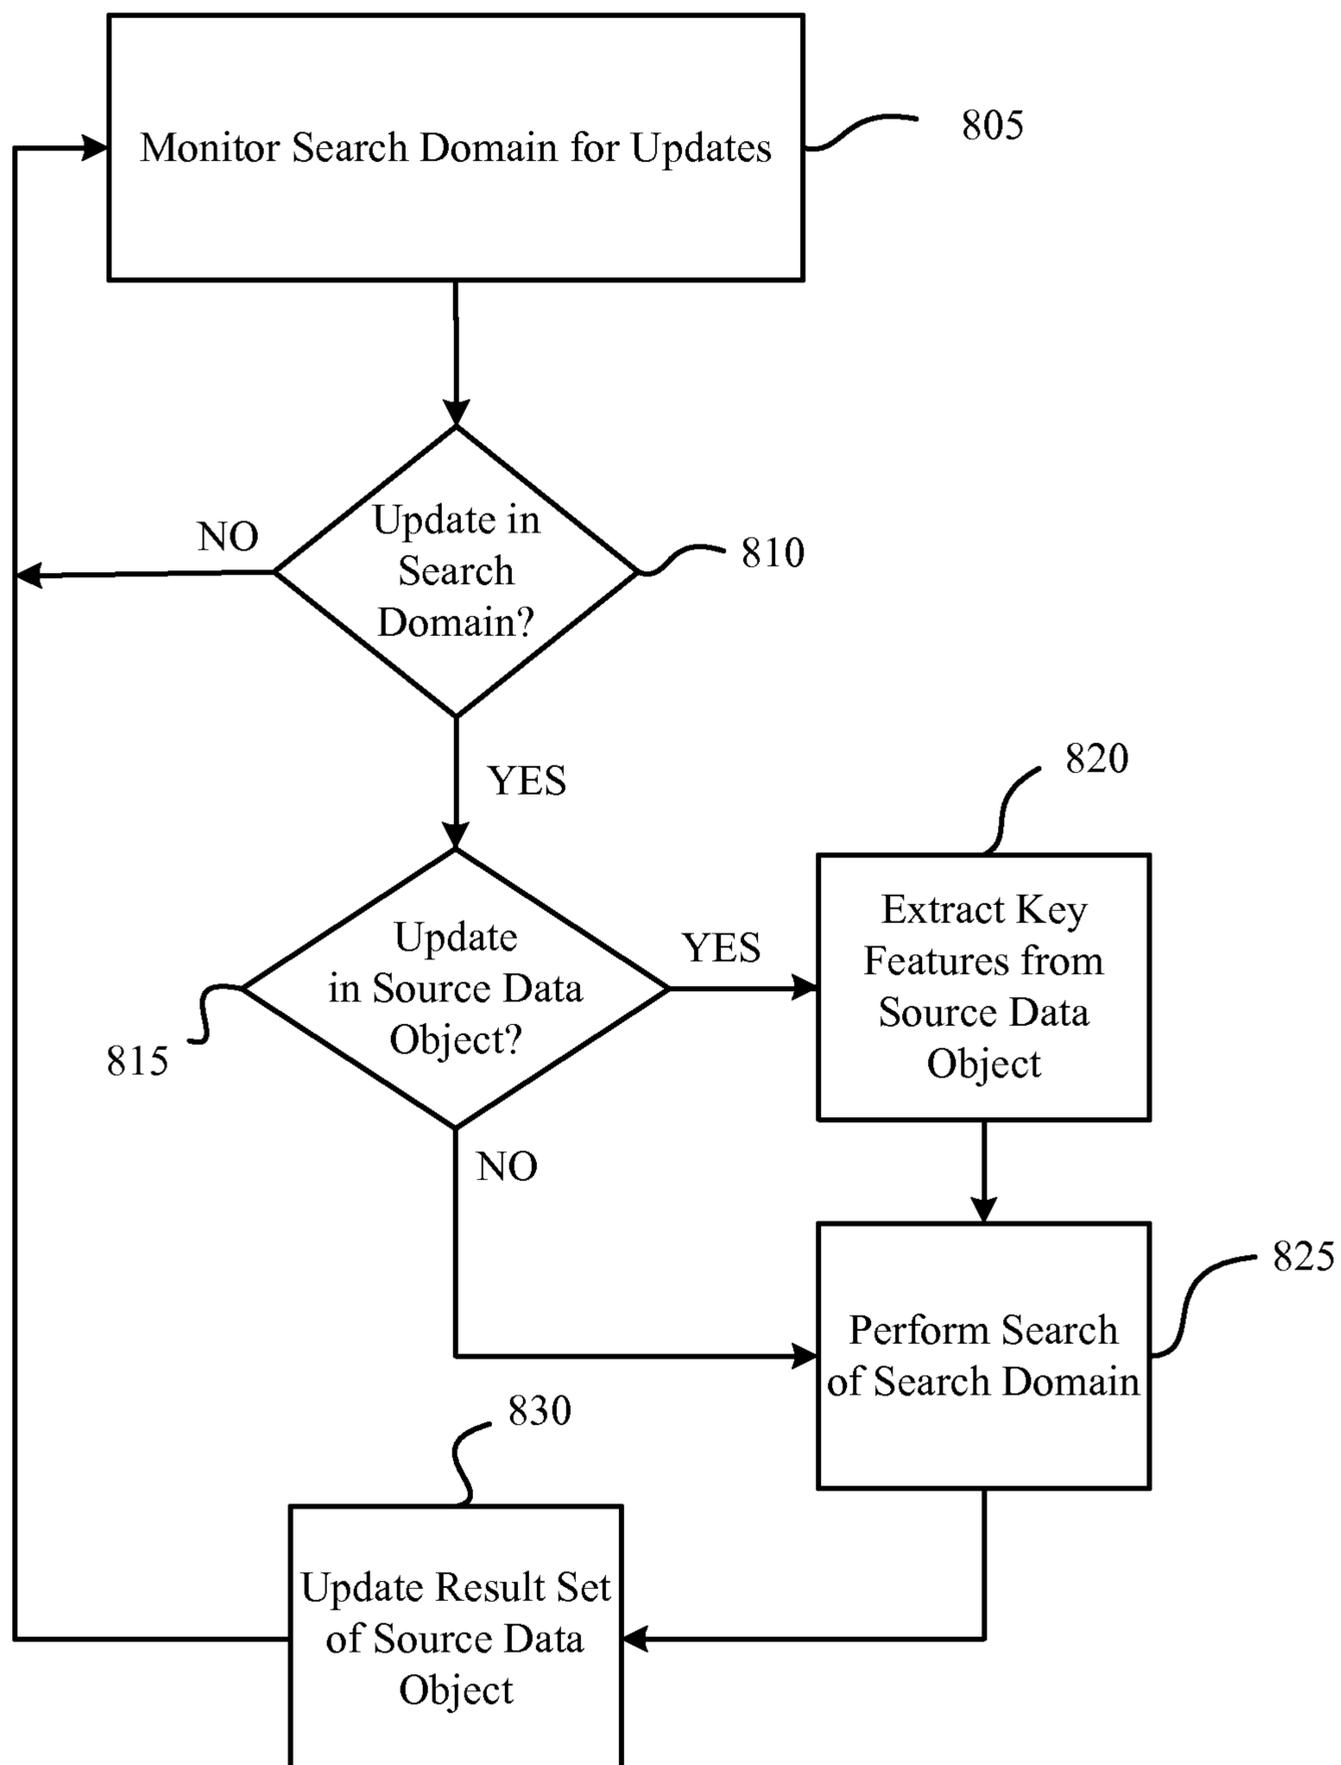 Monitor Search Domain for Updates
805
Update in
Search
Domain?
810
NO
YES
820
Update
in Source Data
Object?
815
YES
Extract Key
Features from
Source Data
Object
NO
825
Perform Search
of Search Domain
830
Update Result Set
of Source Data
Object